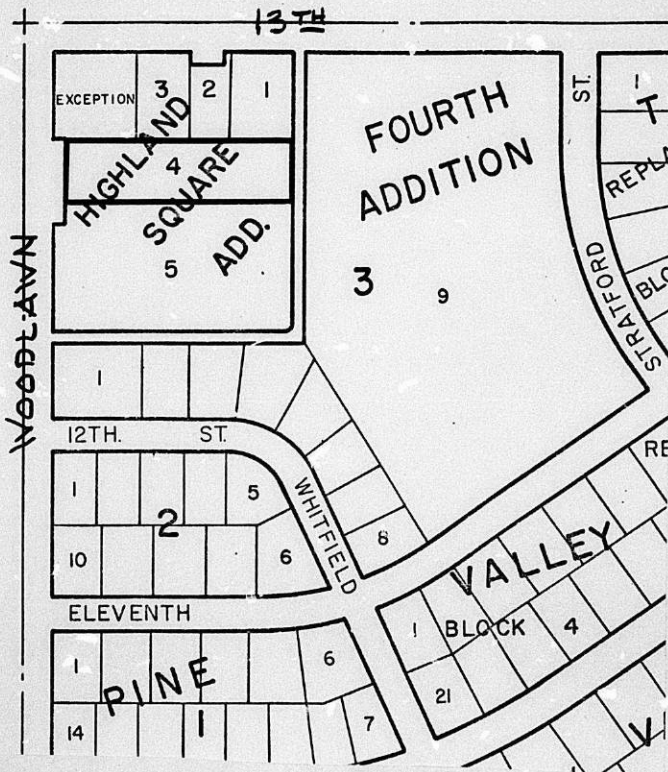 13TH
EXCEPTION
3
2
1
HIGHLAND
SQUARE
ADD.
4
5
FOURTH
ADDITION
3
9
ST.
STRATFORD
1
T
WOODLAWN
1
12TH. ST.
WHITFIELD
8
1
5
2
10
6
ELEVENTH
VALLEY
1
BLOCK 4
21
1
6
PINE
14
1
7